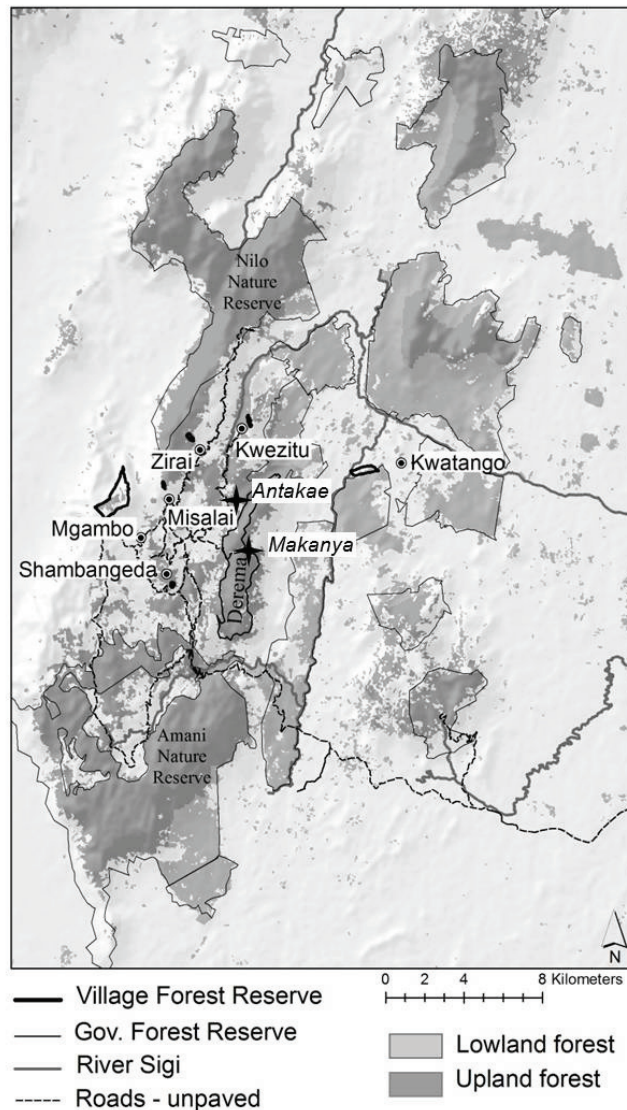 Nilo
Nature
Reserve
Zirai
Kwezitu
Kwatango
Antakae
Misalai
Mgambo
Makanya
Shambangeda
Derema
Amani
Nature
Reserve
N
Village Forest Reserve
Gov. Forest Reserve
River Sigi
Roads - unpaved
0 2 4 8 Kilometers
Lowland forest
Upland forest